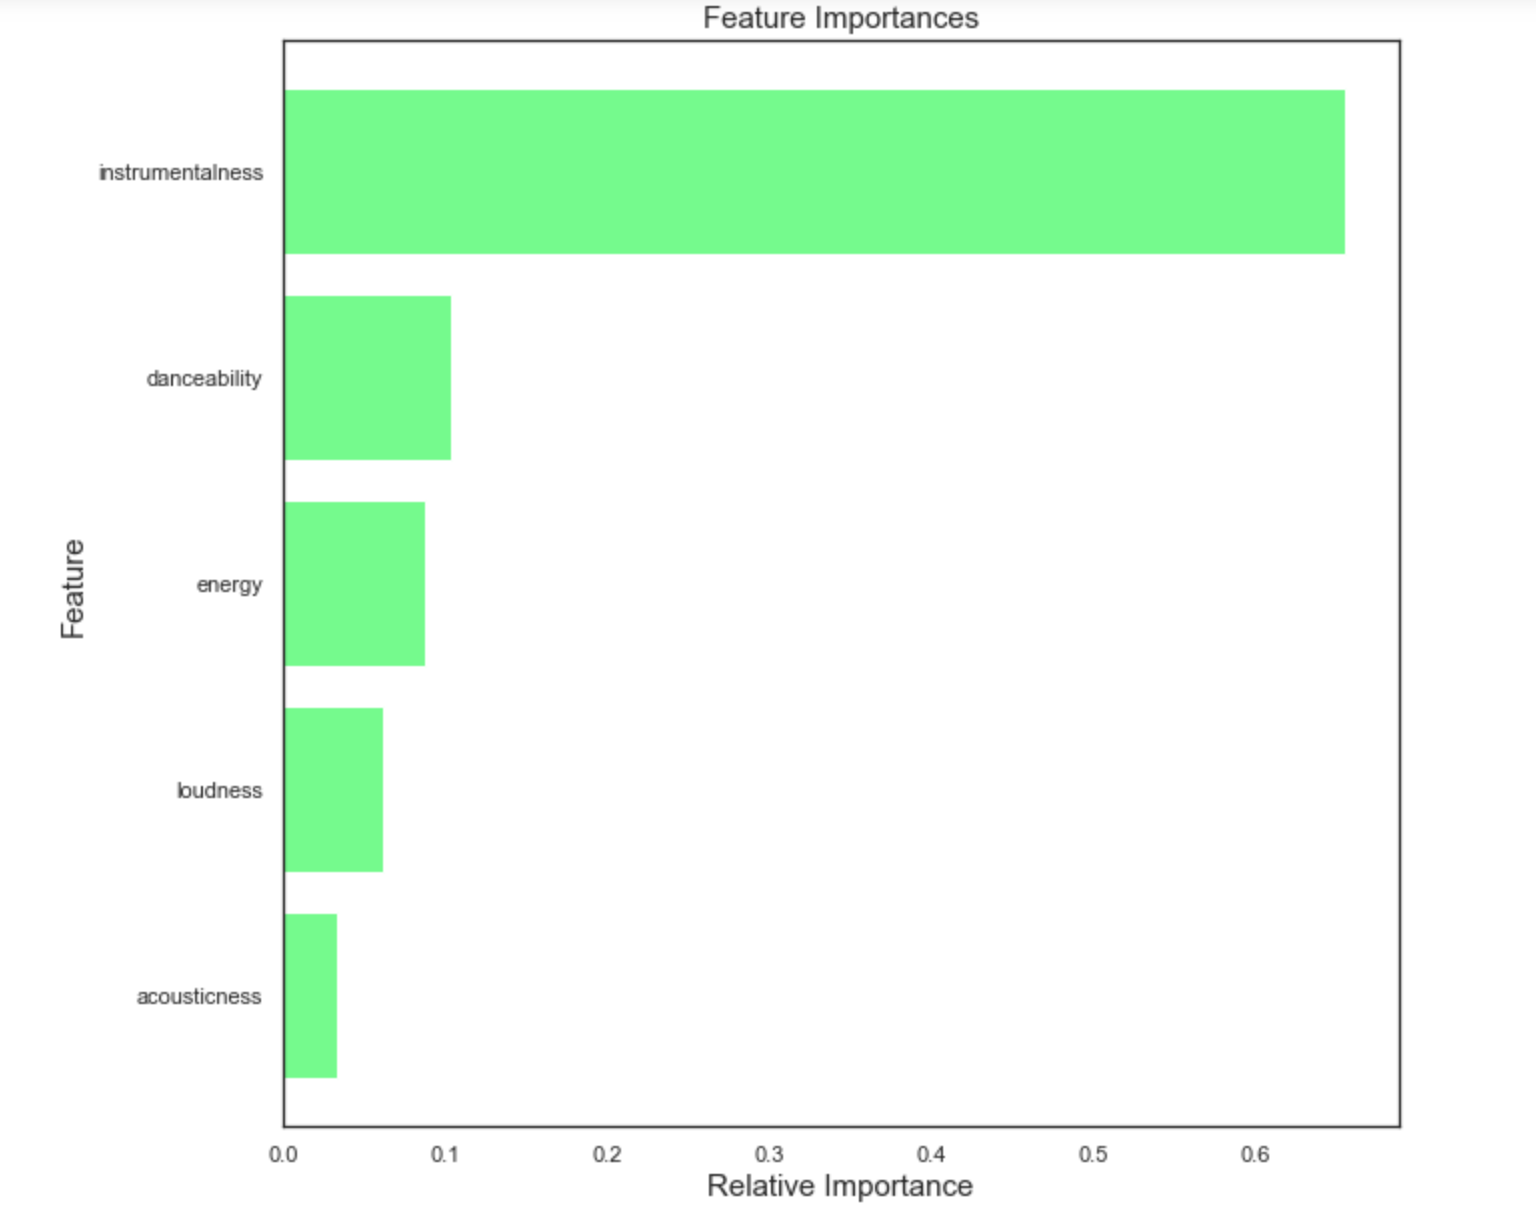 Feature Importances
instrumentalness
danceability
energy
loudness
acousticness
Feature
0.0 0.1 0.2 0.3 0.4 0.5 0.6
Relative Importance